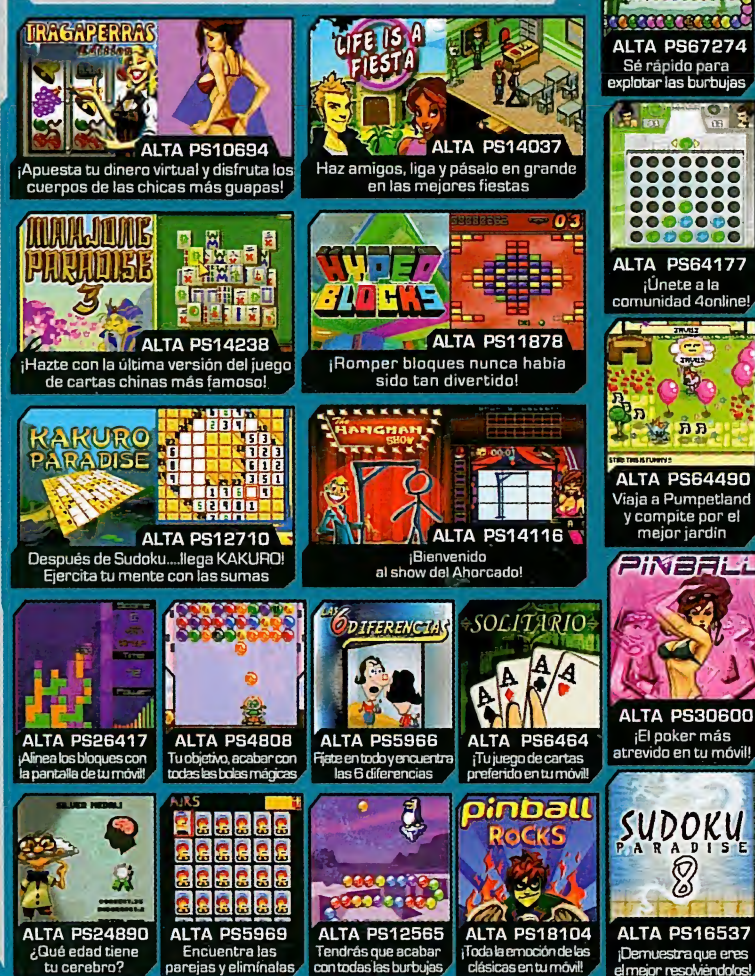 TRAGAPERRAS
Edition
ALTA PS10694
¡Apuesta tu dinero virtual y disfruta los
cuerpos de las chicas más guapas!
LIFE IS A
FIESTA
ALTA PS14037
Haz amigos, liga y pásalo en grande
en las mejores fiestas
ALTA PS67274
Sé rápido para
explotar las burbujas
MAHJONG
PARADISE
3
ALTA PS14238
¡Hazte con la última versión del juego
de cartas chinas más famoso!
HYPER
BLOCKS
03
ALTA PS11878
¡Romper bloques nunca había
sido tan divertido!
ALTA PS64177
¡Únete a la
comunidad 4online!
KAKURO
PARADISE
ALTA PS12710
Después de Sudoku....llega KAKURO!
Ejercita tu mente con las sumas
The
HANGMAN
SHOW
00:01
ALTA PS14116
¡Bienvenido
al show del Ahorcado!
ALTA PS64490
Viaja a Pumpetland
y compite por el
mejor jardín
Score
Time
Power
ALTA PS26417
¡Alinea los bloques con
la pantalla de tu móvil!
ALTA PS4808
Tu objetivo, acabar con
todas las bolas mágicas
LAS
6 DIFERENCIAS
ALTA PS5966
Fíjate en todo y encuentra
las 6 diferencias
SOLITARIO
A A A A
ALTA PS6464
¡Tu juego de cartas
preferido en tu móvil!
PINBALL
ALTA PS30600
¡El poker más
atrevido en tu móvil!
SILVER MEDAL!
ALTA PS24890
¿Qué edad tiene
tu cerebro?
ALTA PS5969
Encuentra las
parejas y elimínalas
ALTA PS12565
Tendrás que acabar
con todas las burbujas
pinball
ROCKS
ALTA PS18104
¡Toda la emoción de las
clásicas en tu móvil!
SUDOKU
PARADISE
8
ALTA PS16537
¡Demuestra que eres
el mejor resolviéndolos